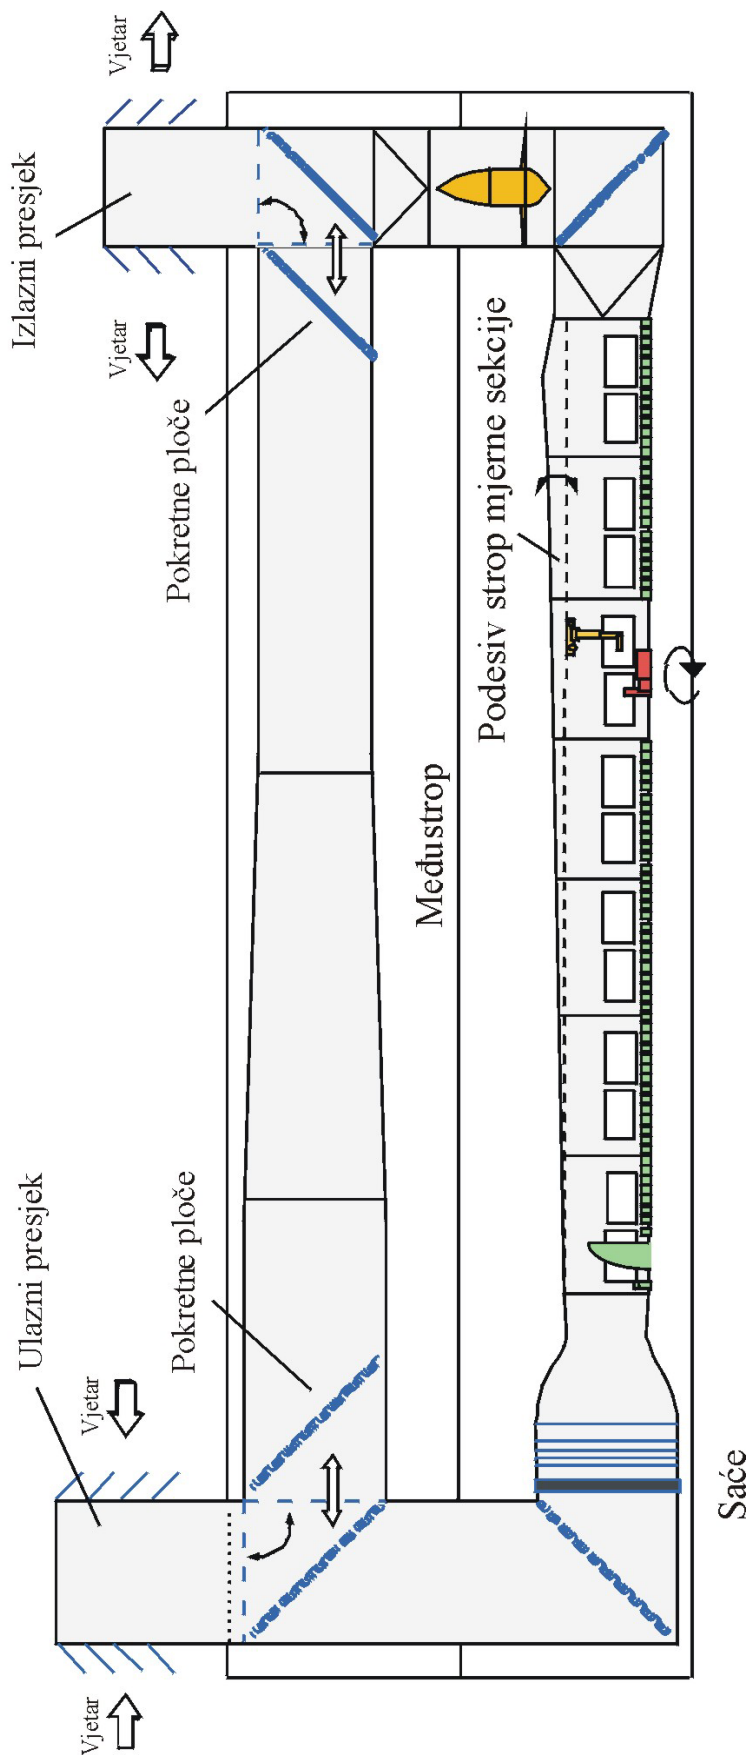 Ulazni presjek
Izlazni presjek
Vjetar
Vjetar
Vjetar
Vjetar
Pokretne ploče
Pokretne ploče
Međustrop
Podesiv strop mjerne sekcije
Saće